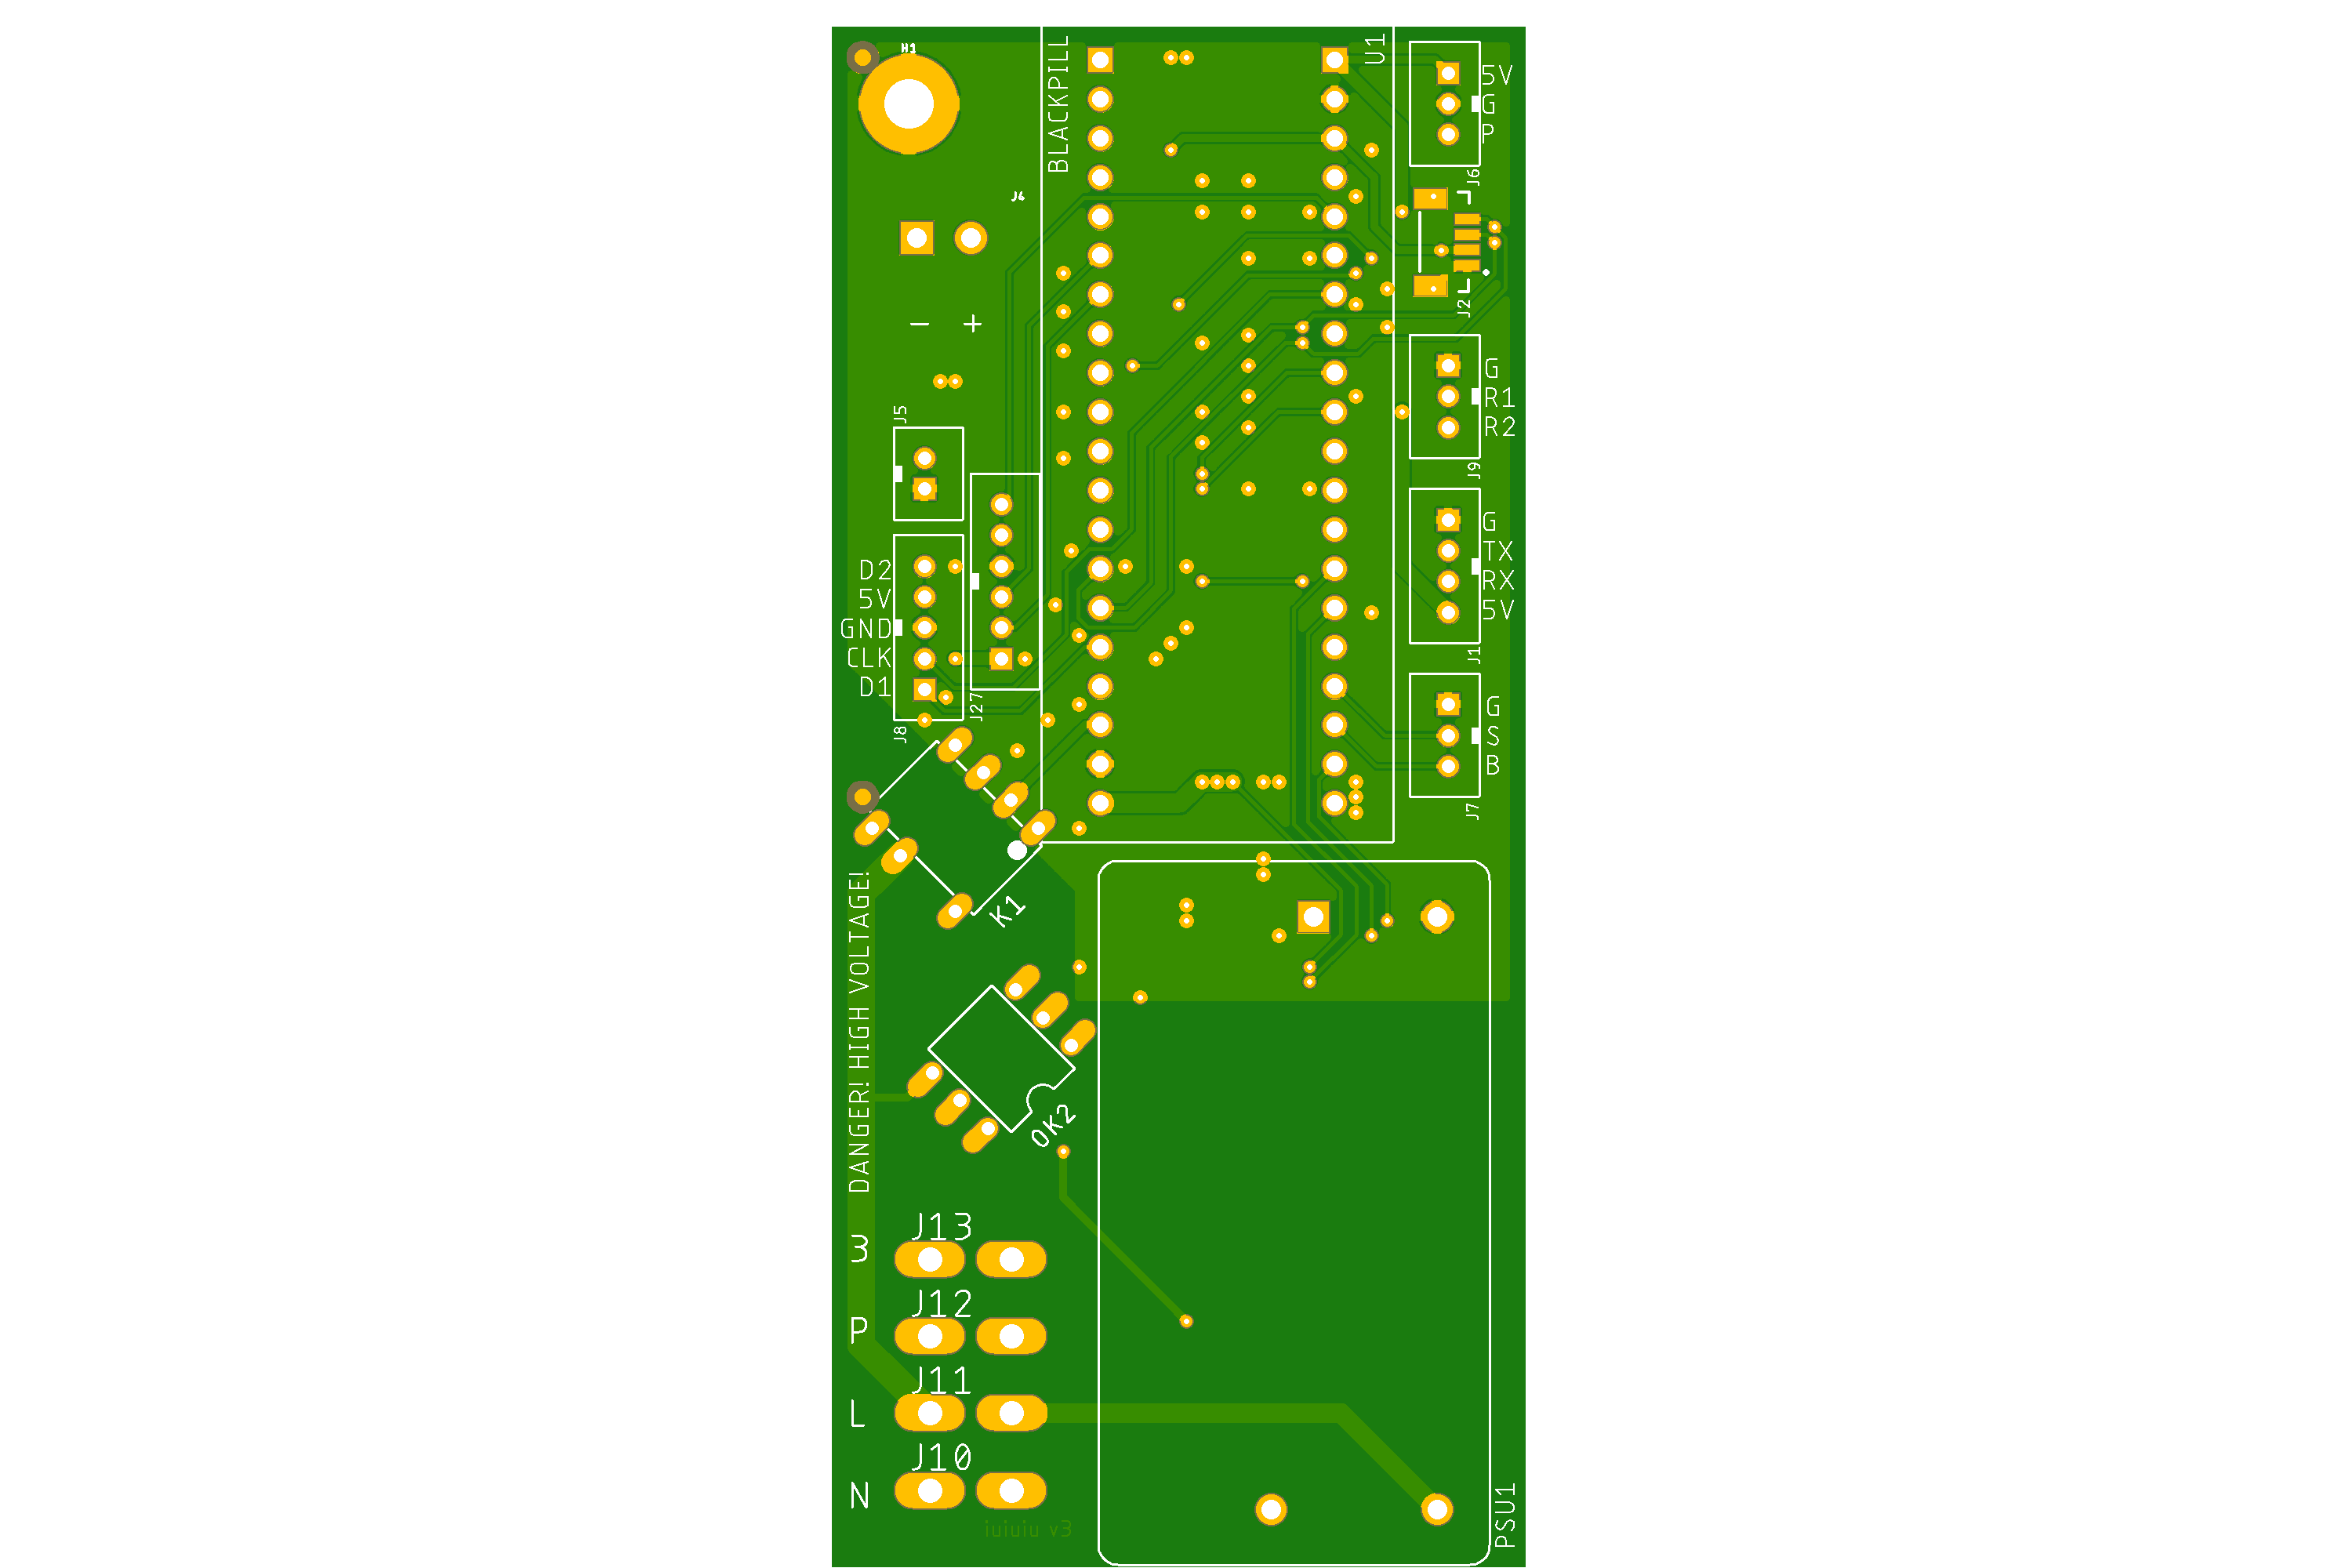 H1
BLACKPILL
U1
5V
G
P
J6
J4
J2
- +
G
R1
R2
J9
J5
G
TX
RX
5V
J1
D2
5V
GND
CLK
D1
J27
J8
G
S
B
J7
K1
DANGER! HIGH VOLTAGE!
OK2
J13
3
J12
P
J11
L
J10
N
PSU1
iuiuiu v3